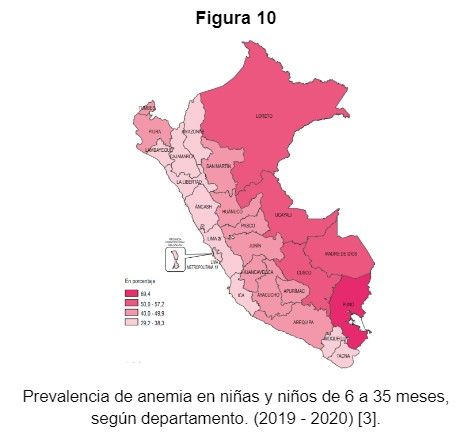 Figura 10
LORETO
TUMBES
PIURA
AMAZONAS
LAMBAYEQUE
CAJAMARCA
SAN MARTÍN
LA LIBERTAD
ÁNCASH
HUÁNUCO
UCAYALI
PASCO
LIMA 2/
JUNÍN
MADRE DE DIOS
LIMA
METROPOLITANA 1/
HUANCAVELICA
CUSCO
ICA
AYACUCHO
APURÍMAC
PUNO
AREQUIPA
MOQUEGUA
TACNA
En porcentaje
69,4
50,0 - 57,2
40,0 - 49,9
29,2 - 38,3
Prevalencia de anemia en niñas y niños de 6 a 35 meses,
según departamento. (2019 - 2020) [3].